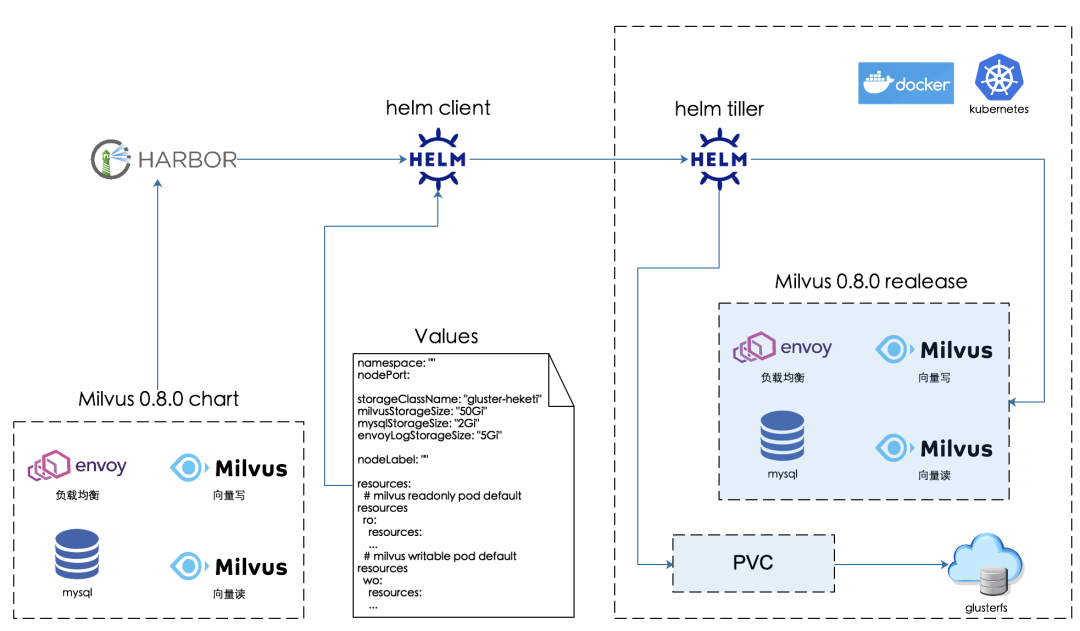 docker
kubernetes
helm client
helm tiller
HARBOR
HELM
HELM
Milvus 0.8.0 realease
envoy
负载均衡
Milvus
向量写
mysql
Milvus
向量读
Values
namespace: ""
nodePort:
storageClassName: "gluster-heketi"
milvusStorageSize: "50Gi"
mysqlStorageSize: "2Gi"
envoyLogStorageSize: "5Gi"
nodeLabel: ""
resources:
# milvus readonly pod default
resources
ro:
resources:
...
# milvus writable pod default
resources
wo:
resources:
...
Milvus 0.8.0 chart
envoy
负载均衡
Milvus
向量写
mysql
Milvus
向量读
PVC
glusterfs